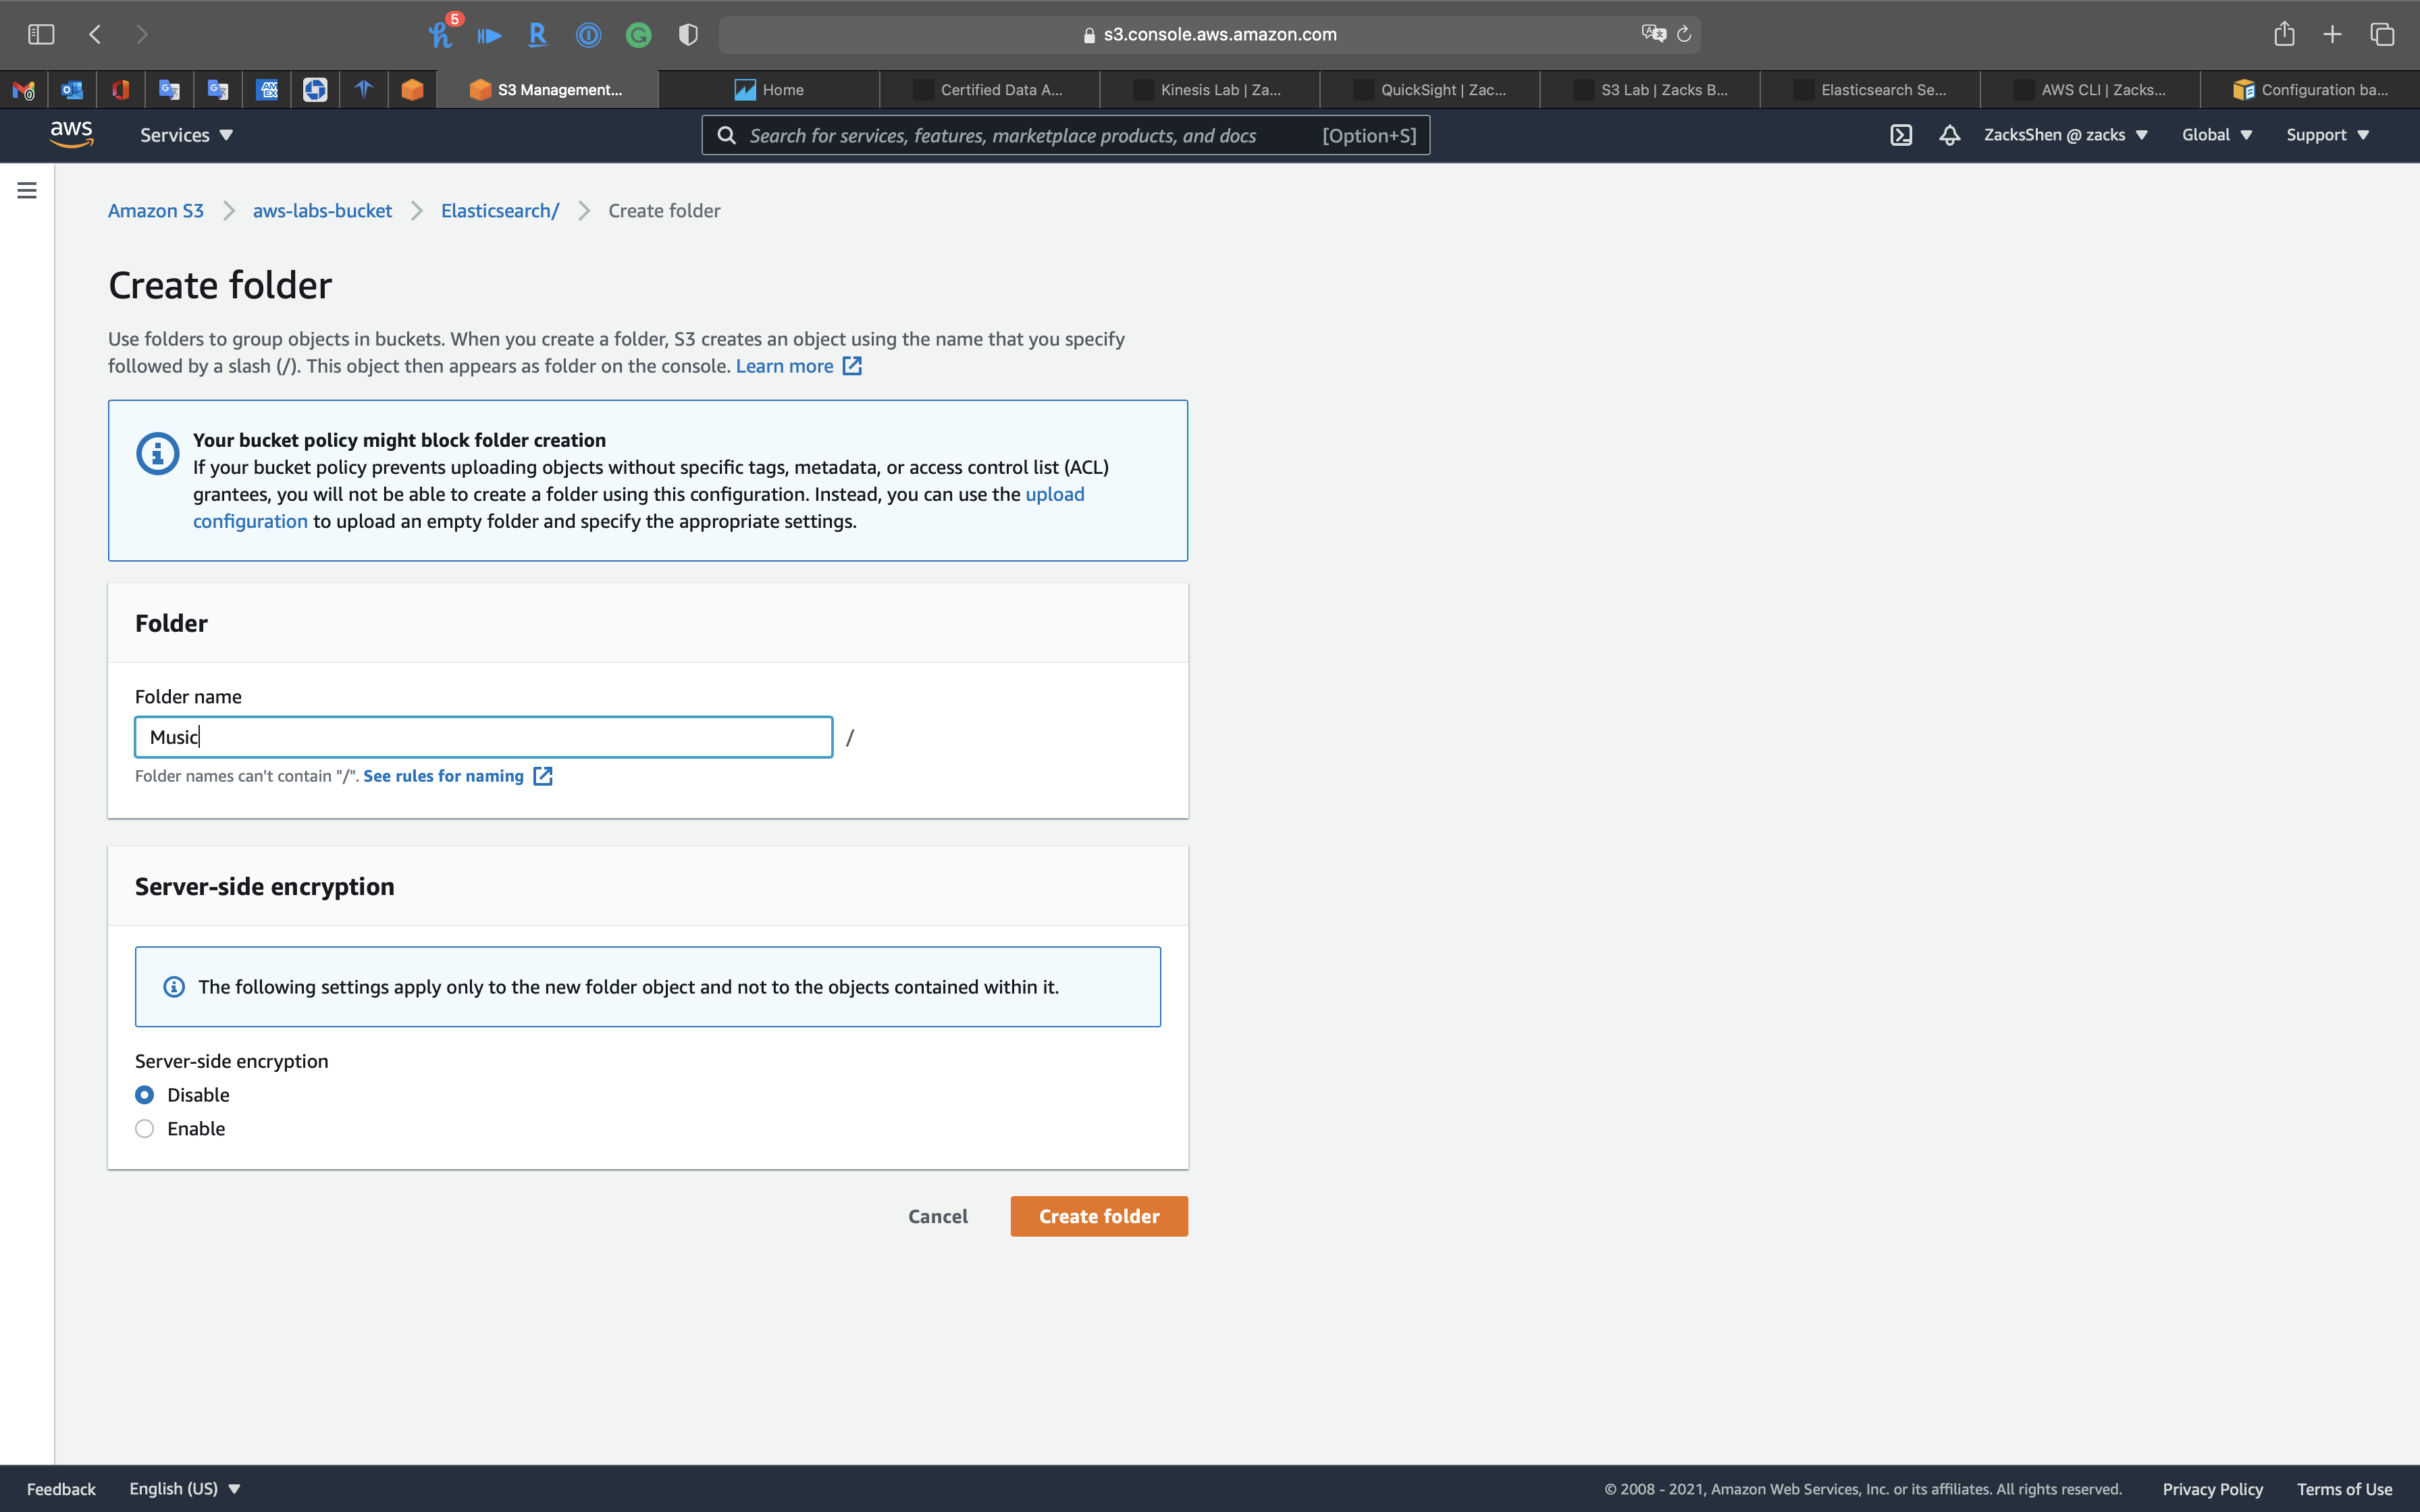 5
s3.console.aws.amazon.com
S3 Management...
Home
Certified Data A...
Kinesis Lab | Za...
QuickSight | Zac...
S3 Lab | Zacks B...
Elasticsearch Se...
AWS CLI | Zacks...
Configuration ba...
aws
Services
Search for services, features, marketplace products, and docs
[Option+S]
ZacksShen @ zacks
Global
Support
Amazon S3
aws-labs-bucket
Elasticsearch/
Create folder
Create folder
Use folders to group objects in buckets. When you create a folder, S3 creates an object using the name that you specify
followed by a slash (/). This object then appears as folder on the console. Learn more
Your bucket policy might block folder creation
If your bucket policy prevents uploading objects without specific tags, metadata, or access control list (ACL)
grantees, you will not be able to create a folder using this configuration. Instead, you can use the upload
configuration to upload an empty folder and specify the appropriate settings.
Folder
Folder name
Music
/
Folder names can't contain "/". See rules for naming
Server-side encryption
The following settings apply only to the new folder object and not to the objects contained within it.
Server-side encryption
Disable
Enable
Cancel
Create folder
Feedback
English (US)
© 2008 - 2021, Amazon Web Services, Inc. or its affiliates. All rights reserved.
Privacy Policy
Terms of Use